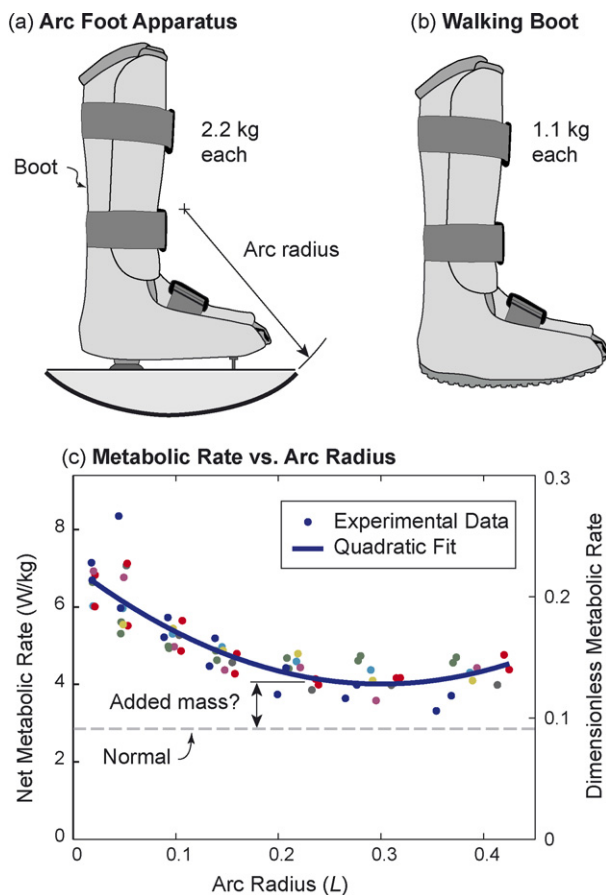 (a) Arc Foot Apparatus
2.2 kg
each
Boot
Arc radius
(b) Walking Boot
1.1 kg
each
(c) Metabolic Rate vs. Arc Radius
Net Metabolic Rate (W/kg)
8
6
4
2
0
Experimental Data
Quadratic Fit
Added mass?
Normal
0.3
0.2
0.1
0
Dimensionless Metabolic Rate
0 0.1 0.2 0.3 0.4
Arc Radius (L)